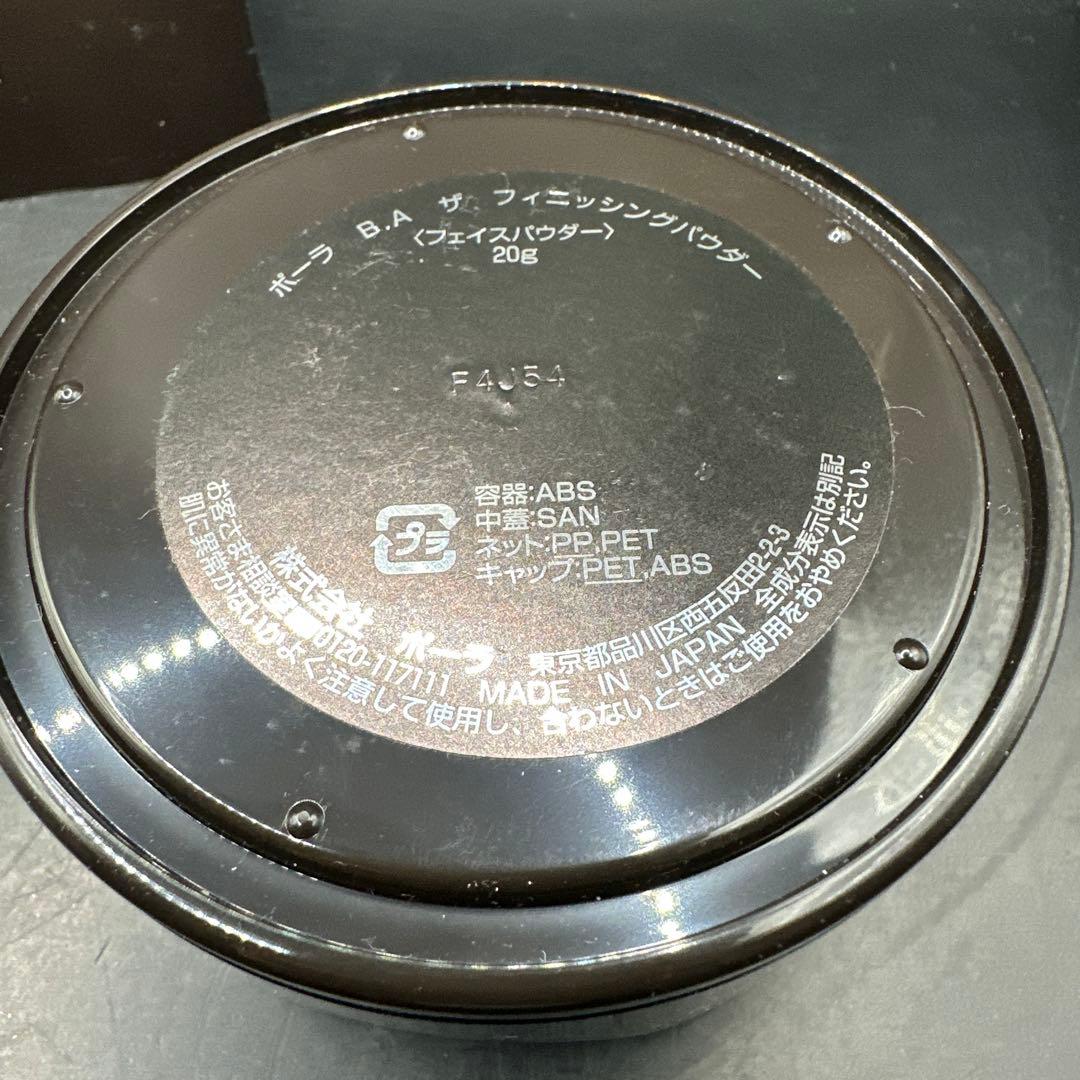 ポーラ B.A ザ フィニッシングパウダー
〈フェイスパウダー〉
20g
F4J54
容器:ABS
中蓋:SAN
ネット:PP,PET
キャップ:PET,ABS
プラ
株式会社 ポーラ 東京都品川区西五反田2-2-3
お客さま相談室0120-117111 MADE IN JAPAN 全成分表示は別記
肌に異常がないかよく注意して使用し、合わないときはご使用をおやめください。